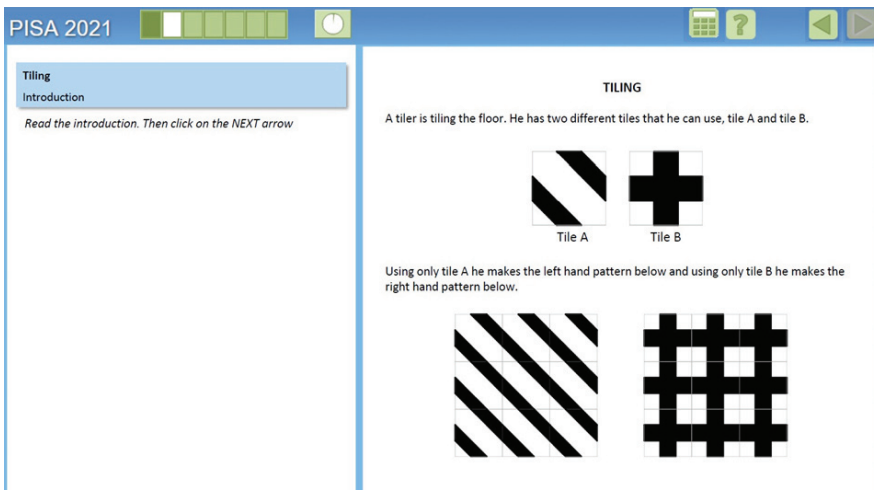 PISA 2021
?
Tiling
Introduction
Read the introduction. Then click on the NEXT arrow
TILING
A tiler is tiling the floor. He has two different tiles that he can use, tile A and tile B.
Tile A
Tile B
Using only tile A he makes the left hand pattern below and using only tile B he makes the
right hand pattern below.